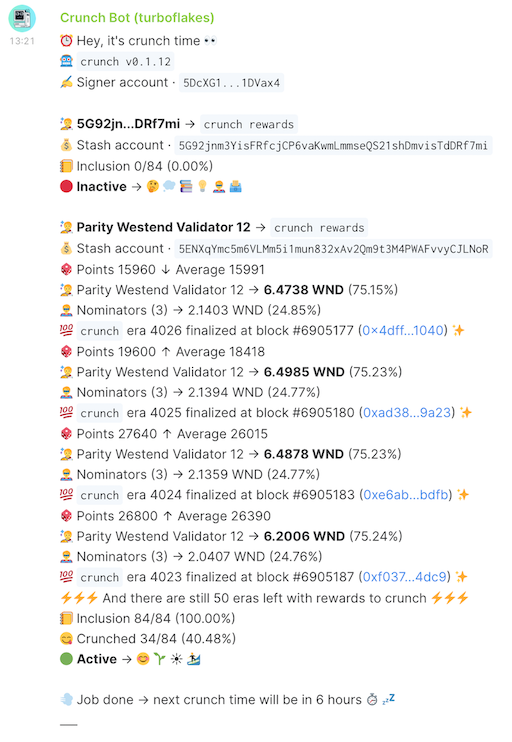 Crunch Bot (turboflakes)
13:21
⏰ Hey, it's crunch time 👀
🤖 crunch v0.1.12
✍️ Signer account · 5DcXG1...1DVax4
🧑‍🚀 5G92jn...DRf7mi → crunch rewards
💰 Stash account · 5G92jnm3YisFRfcjCP6vaKwmLmmseQS21shDmvisTdDRf7mi
📒 Inclusion 0/84 (0.00%)
🔴 Inactive → 🤔💭📚💡👷🗳
🧑‍🚀 Parity Westend Validator 12 → crunch rewards
💰 Stash account · 5ENXqYmc5m6VLMm5i1mun832xAv2Qm9t3M4PWAFvvyCJLNoR
🎲 Points 15960 ↓ Average 15991
🧑‍🚀 Parity Westend Validator 12 → 6.4738 WND (75.15%)
👷 Nominators (3) → 2.1403 WND (24.85%)
💯 crunch era 4026 finalized at block #6905177 (0x4dff...1040) ✨
🎲 Points 19600 ↑ Average 18418
🧑‍🚀 Parity Westend Validator 12 → 6.4985 WND (75.23%)
👷 Nominators (3) → 2.1394 WND (24.77%)
💯 crunch era 4025 finalized at block #6905180 (0xad38...9a23) ✨
🎲 Points 27640 ↑ Average 26015
🧑‍🚀 Parity Westend Validator 12 → 6.4878 WND (75.23%)
👷 Nominators (3) → 2.1359 WND (24.77%)
💯 crunch era 4024 finalized at block #6905183 (0xe6ab...bdfb) ✨
🎲 Points 26800 ↑ Average 26390
🧑‍🚀 Parity Westend Validator 12 → 6.2006 WND (75.24%)
👷 Nominators (3) → 2.0407 WND (24.76%)
💯 crunch era 4023 finalized at block #6905187 (0xf037...4dc9) ✨
⚡⚡⚡ And there are still 50 eras left with rewards to crunch ⚡⚡⚡
📒 Inclusion 84/84 (100.00%)
😋 Crunched 34/84 (40.48%)
🟢 Active → 😊🌱☀️🏄
💨 Job done → next crunch time will be in 6 hours ⏱ 💤